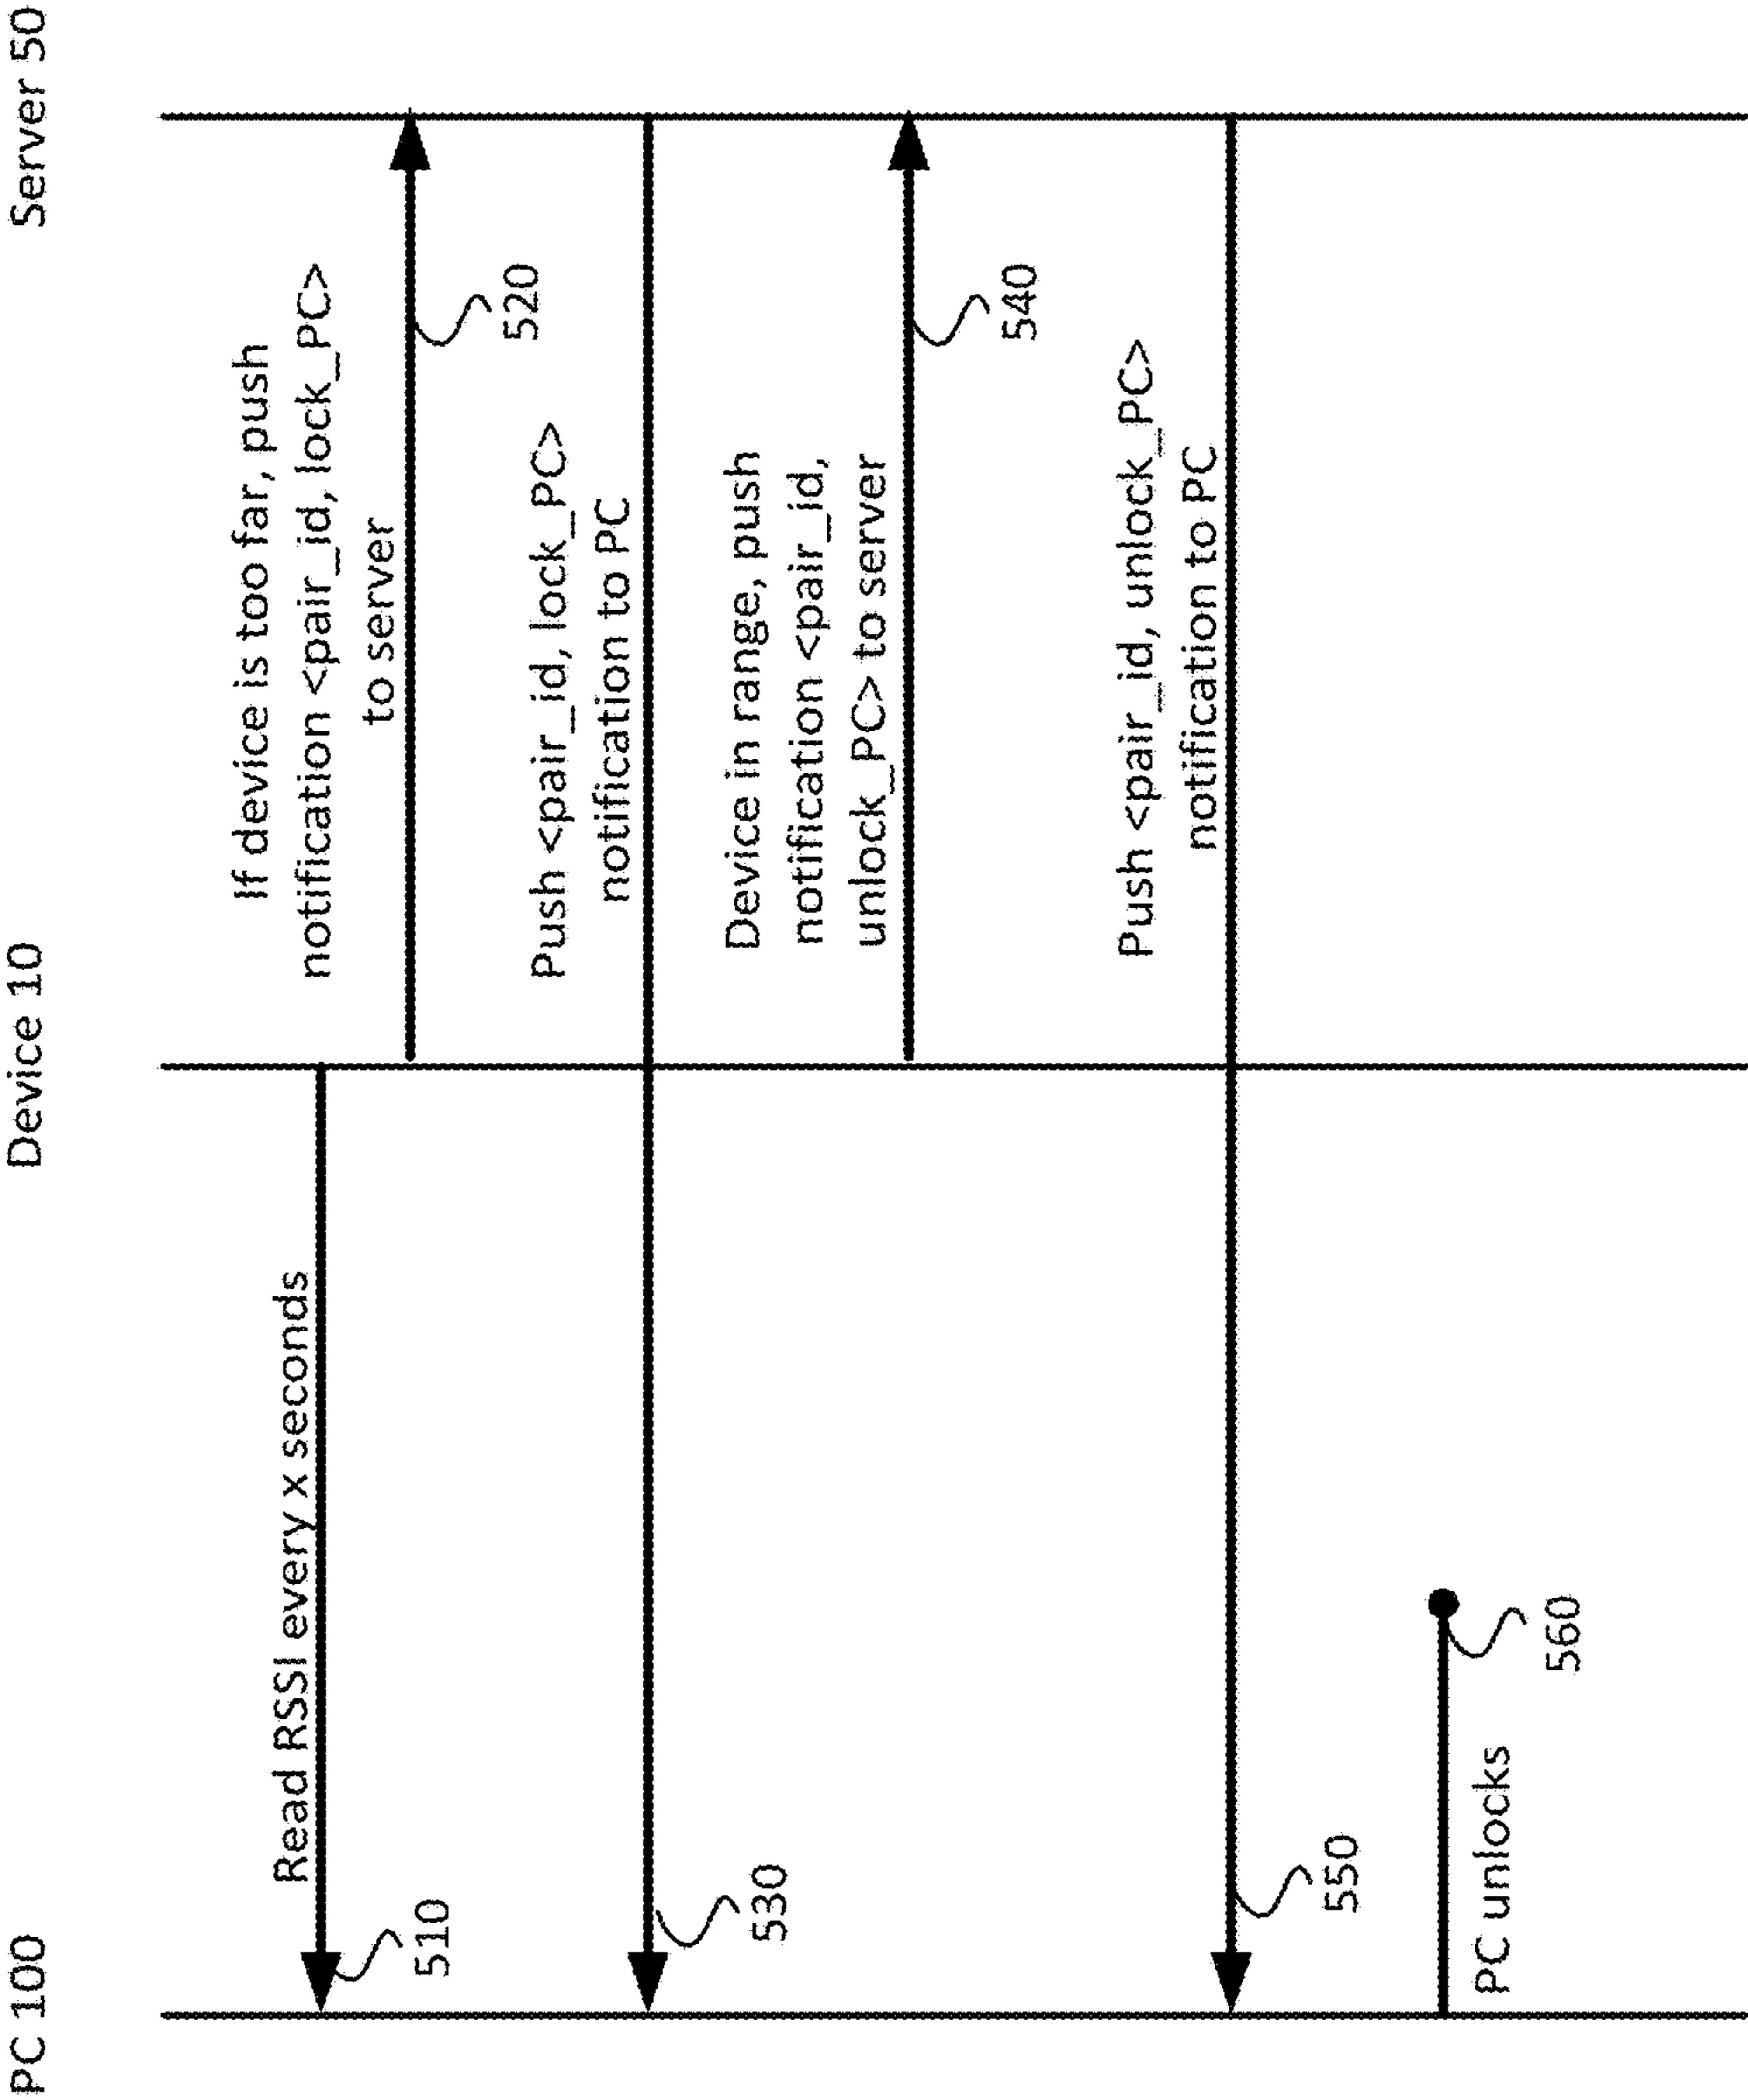 PC 100
Device 10
Server 50
Read RSSI every x seconds
510
If device is too far, push
notification <pair_id, lock_PC>
to server
520
Push <pair_id, lock_PC>
notification to PC
530
Device in range, push
notification <pair_id,
unlock_PC> to server
540
Push <pair_id, unlock_PC>
notification to PC
550
PC unlocks
560